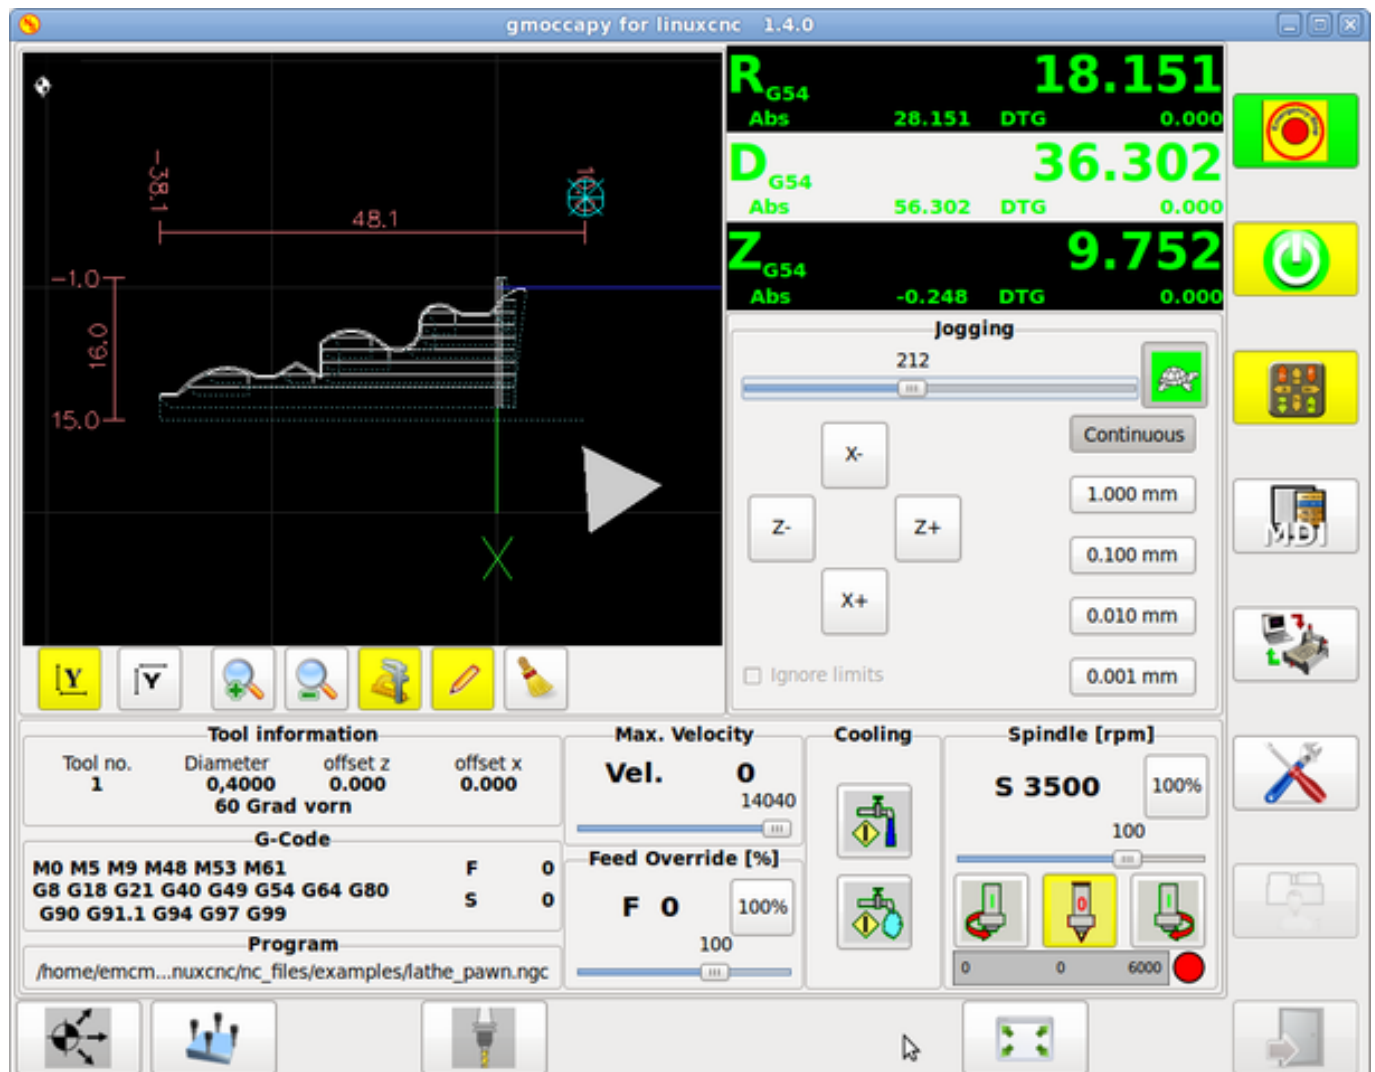 gmoccapy for linuxcnc 1.4.0
R G54 18.151
Abs 28.151 DTG 0.000
D G54 36.302
Abs 56.302 DTG 0.000
Z G54 9.752
Abs -0.248 DTG 0.000
-38.1
48.1
-1.0
16.0
15.0
X
Jogging
212
Continuous
X-
1.000 mm
Z- Z+
0.100 mm
X+
0.010 mm
Ignore limits
0.001 mm
Y Y
MDI
Tool information
Tool no. Diameter offset z offset x
1 0,4000 0.000 0.000
60 Grad vorn
G-Code
M0 M5 M9 M48 M53 M61 F 0
G8 G18 G21 G40 G49 G54 G64 G80 S 0
G90 G91.1 G94 G97 G99
Program
/home/emcm...nuxcnc/nc_files/examples/lathe_pawn.ngc
Max. Velocity
Vel. 0
14040
Feed Override [%]
F 0 100%
100
Cooling
Spindle [rpm]
S 3500 100%
100
I 0 I
0 0 6000